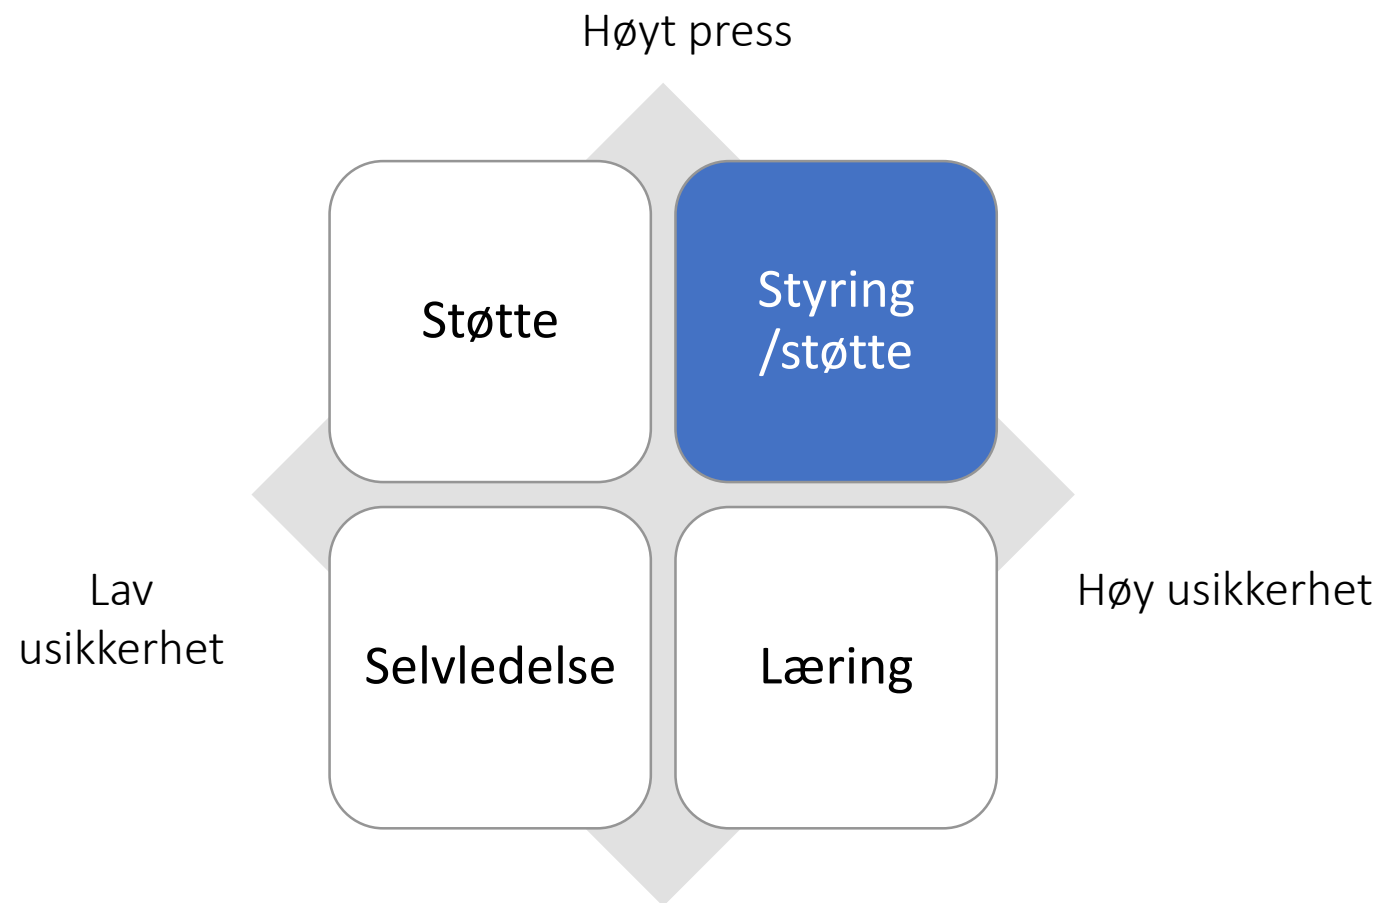 Høyt press
Støtte
Styring
/støtte
Lav
usikkerhet
Høy usikkerhet
Selvledelse
Læring